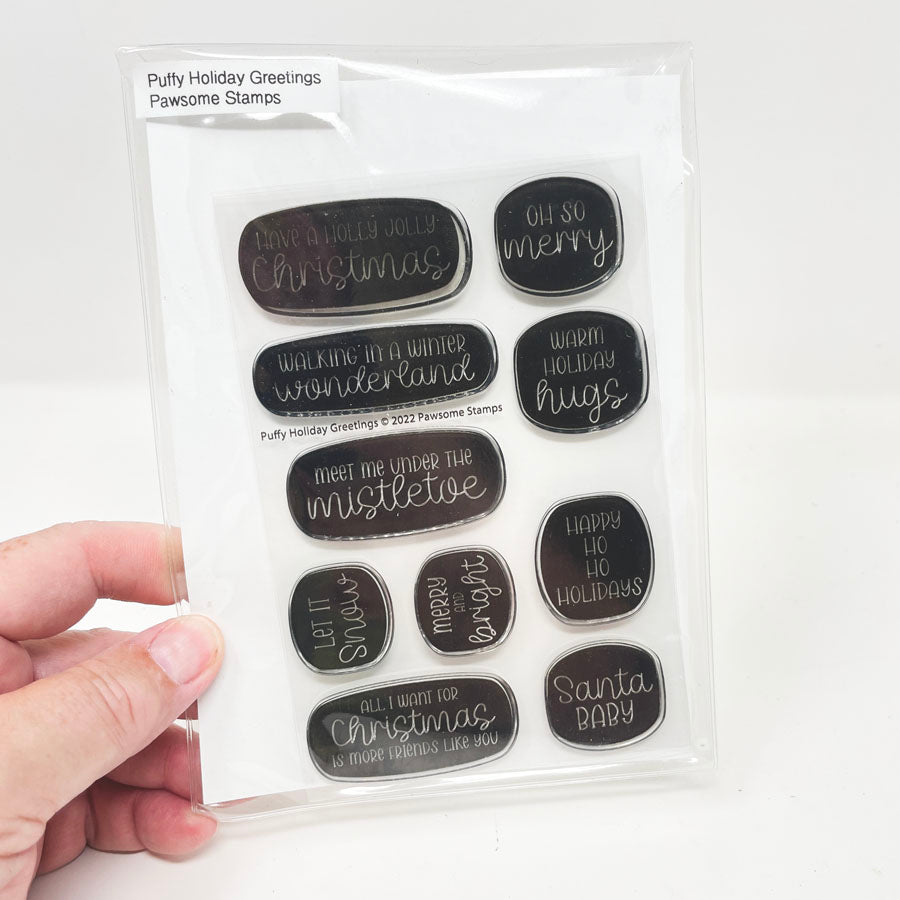 Puffy Holiday Greetings
Pawsome Stamps
HAVE A HOLLY JOLLY
Christmas
OH SO
merry
WALKING IN A WINTER
wonderland
WARM
HOLIDAY
hugs
Puffy Holiday Greetings © 2022 Pawsome Stamps
MEET ME UNDER THE
mistletoe
HAPPY
HO
HO
HOLIDAYS
LET IT
snow
MERRY
AND
bright
ALL I WANT FOR
Christmas
IS MORE FRIENDS LIKE YOU
Santa
BABY